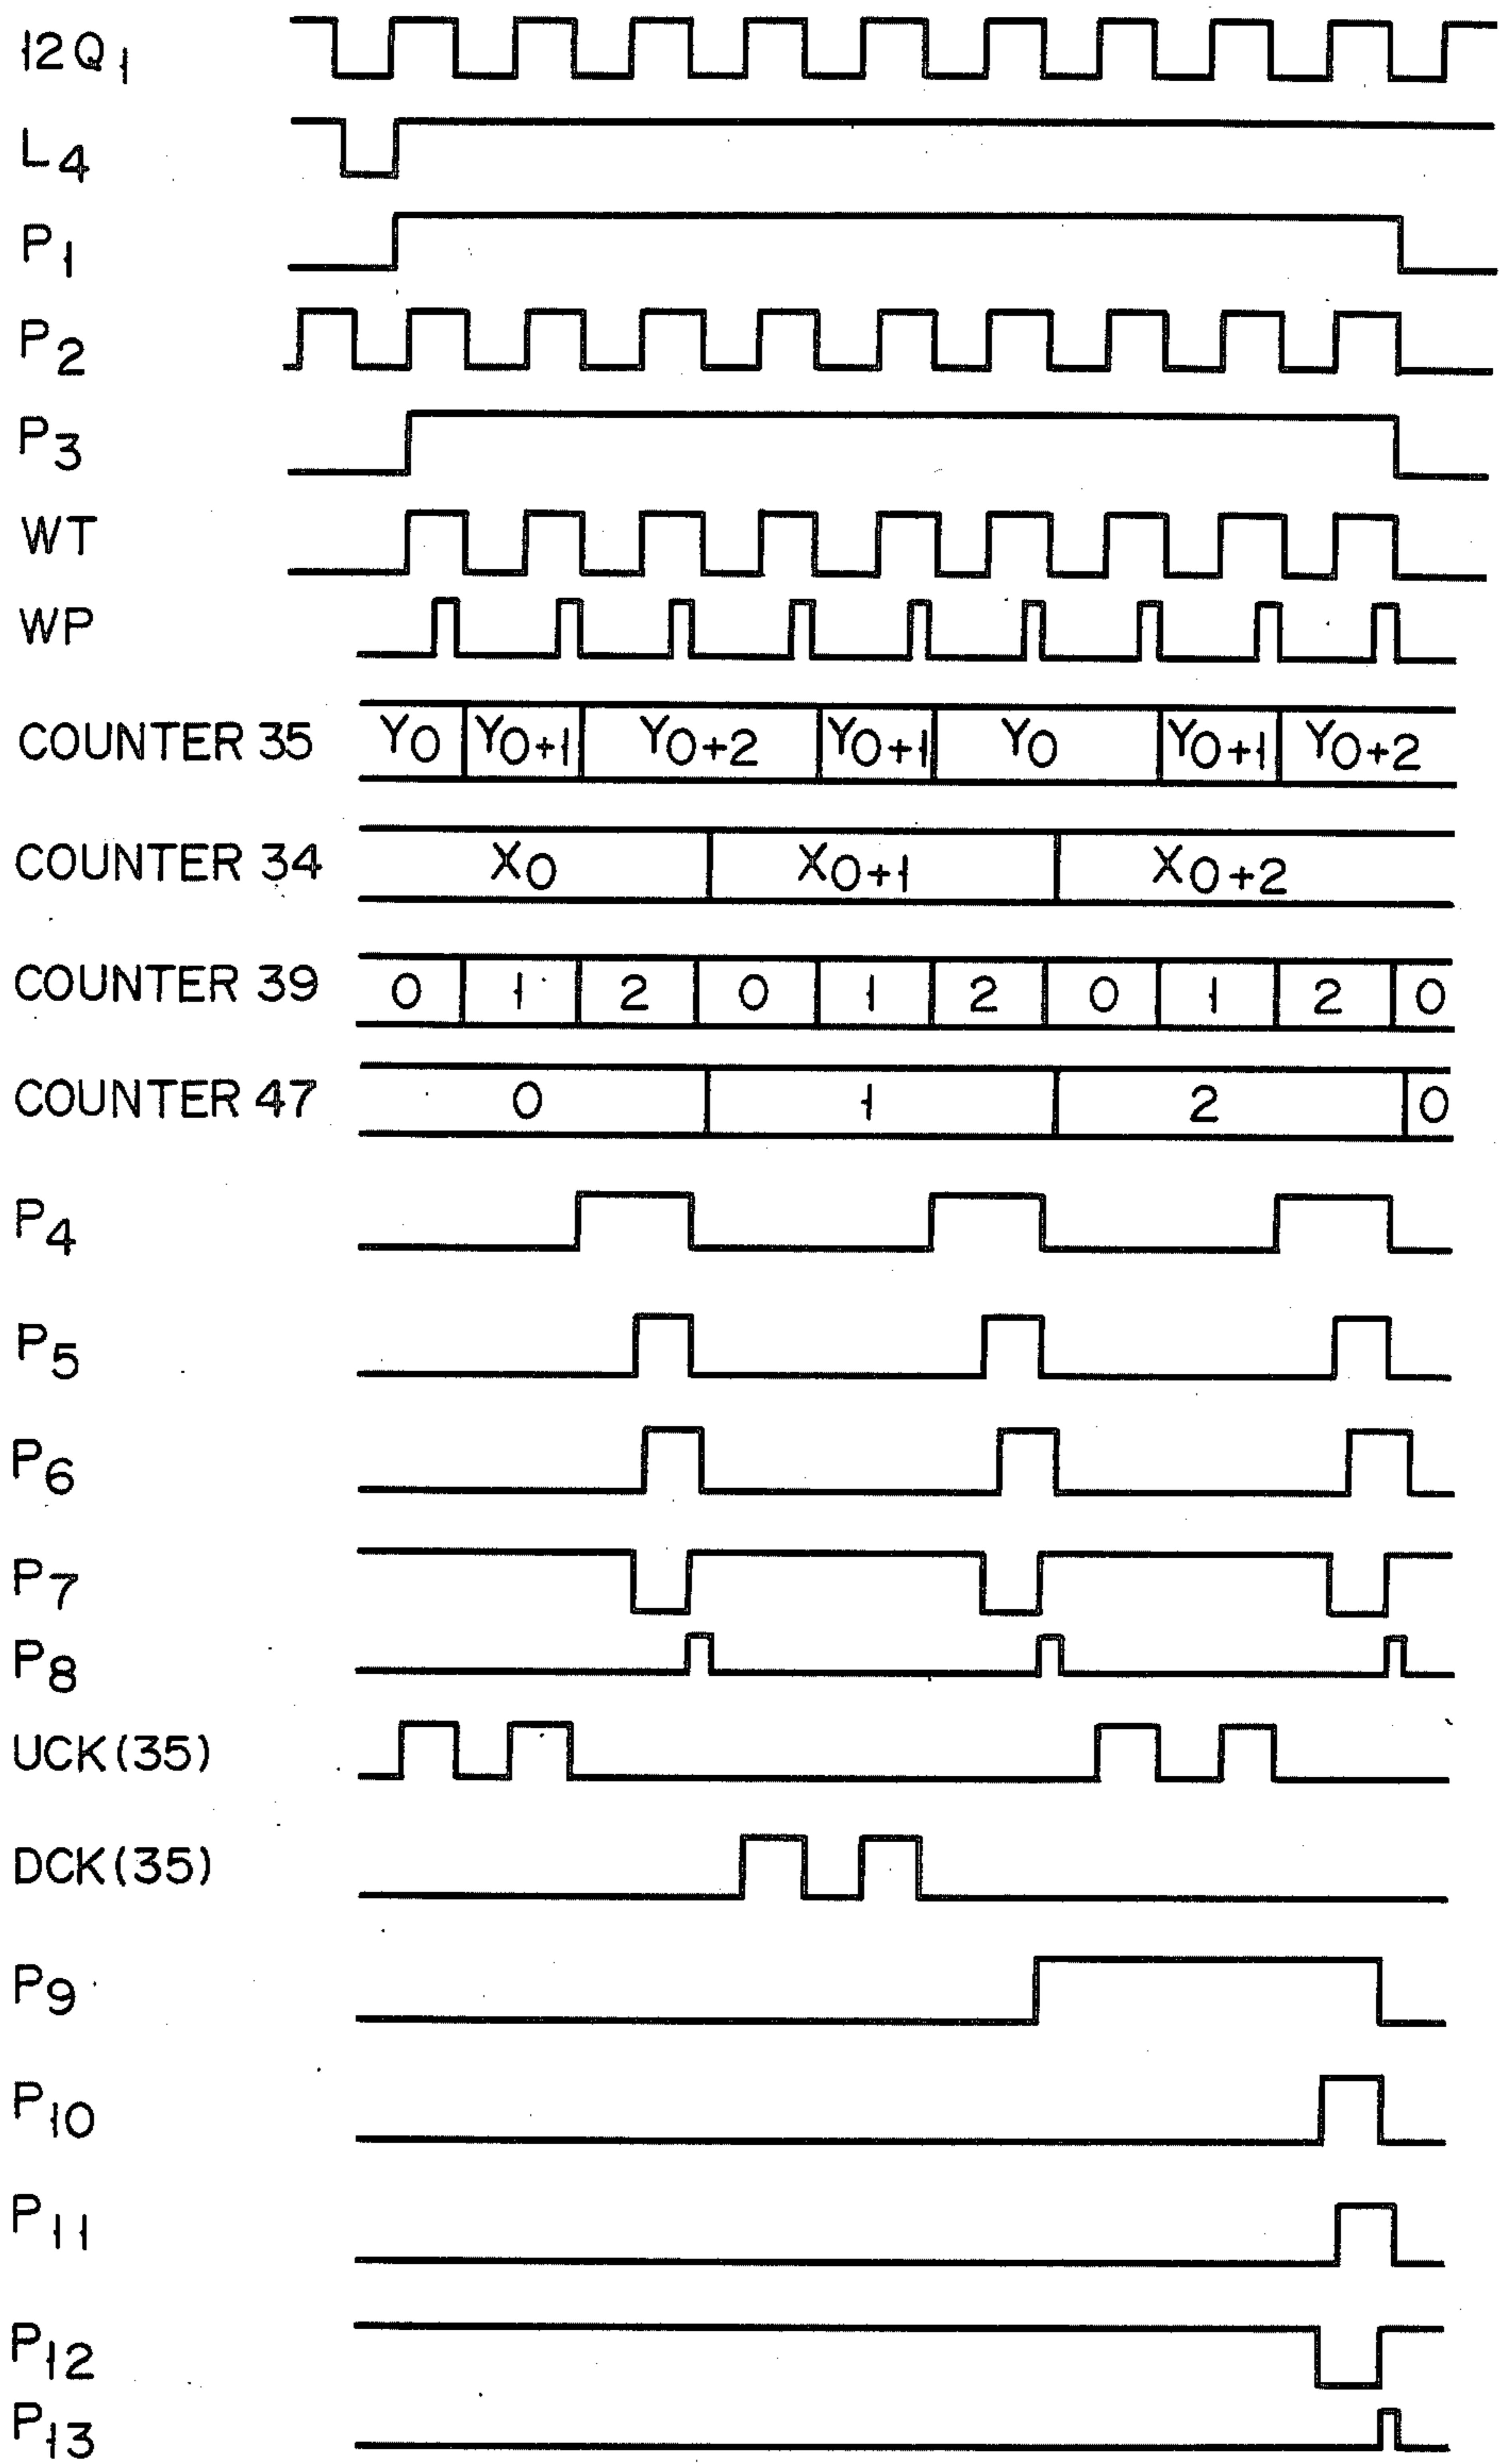 12Q1
L4
P1
P2
P3
WT
WP
COUNTER 35 Y0 Y0+1 Y0+2 Y0+1 Y0 Y0+1 Y0+2
COUNTER 34 X0 X0+1 X0+2
COUNTER 39 0 1 2 0 1 2 0 1 2 0
COUNTER 47 0 1 2 0
P4
P5
P6
P7
P8
UCK(35)
DCK(35)
P9
P10
P11
P12
P13